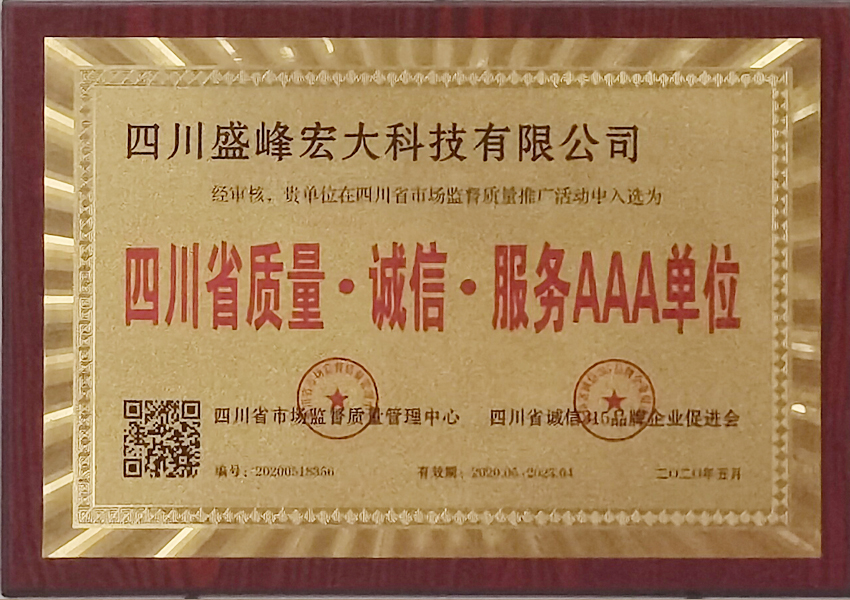 四川盛峰宏大科技有限公司
经审核，贵单位在四川省市场监督质量推广活动中入选为
四川省质量·诚信·服务AAA单位
四川省市场监督质量管理中心 四川省诚信315品牌企业促进会
编号：20200518356 有效期：2020.05-2023.04 二〇二〇年五月